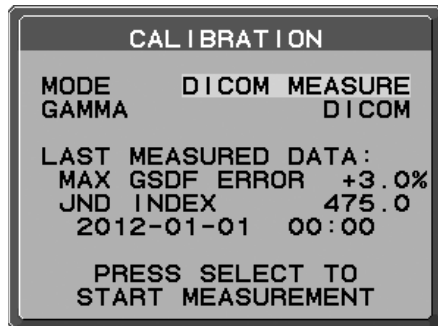 CALIBRATION
MODE DICOM MEASURE
GAMMA DICOM
LAST MEASURED DATA:
MAX GSDF ERROR +3.0%
JND INDEX 475.0
2012-01-01 00:00
PRESS SELECT TO
START MEASUREMENT